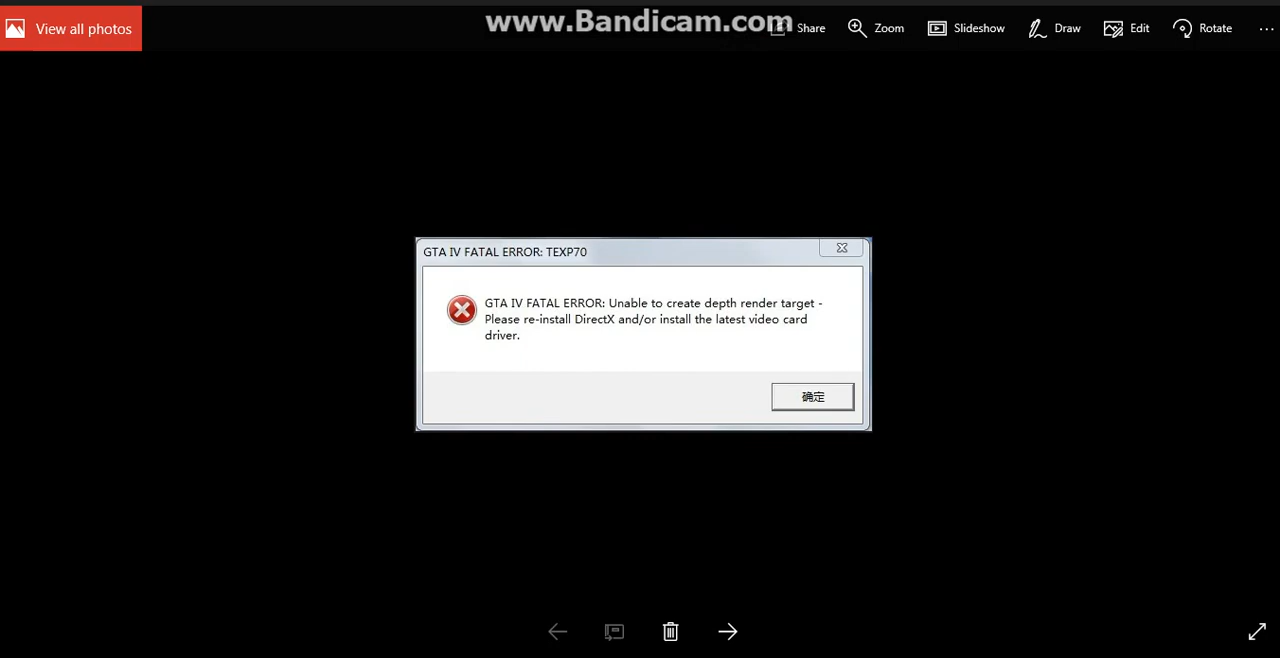 www.Bandicam.com
View all photos
Share
Zoom
Slideshow
Draw
Edit
Rotate
...
GTA IV FATAL ERROR: TEXP70
GTA IV FATAL ERROR: Unable to create depth render target -
Please re-install DirectX and/or install the latest video card
driver.
确定